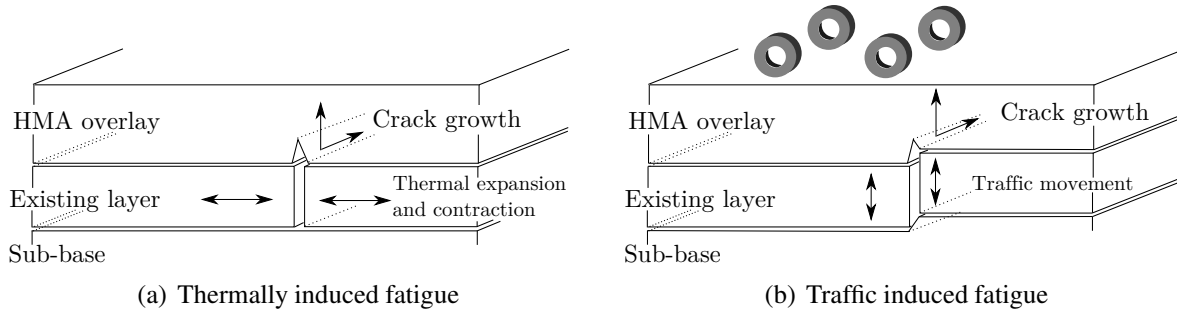 HMA overlay
Crack growth
Existing layer
Thermal expansion
and contraction
Sub-base
(a) Thermally induced fatigue
HMA overlay
Crack growth
Existing layer
Traffic movement
Sub-base
(b) Traffic induced fatigue